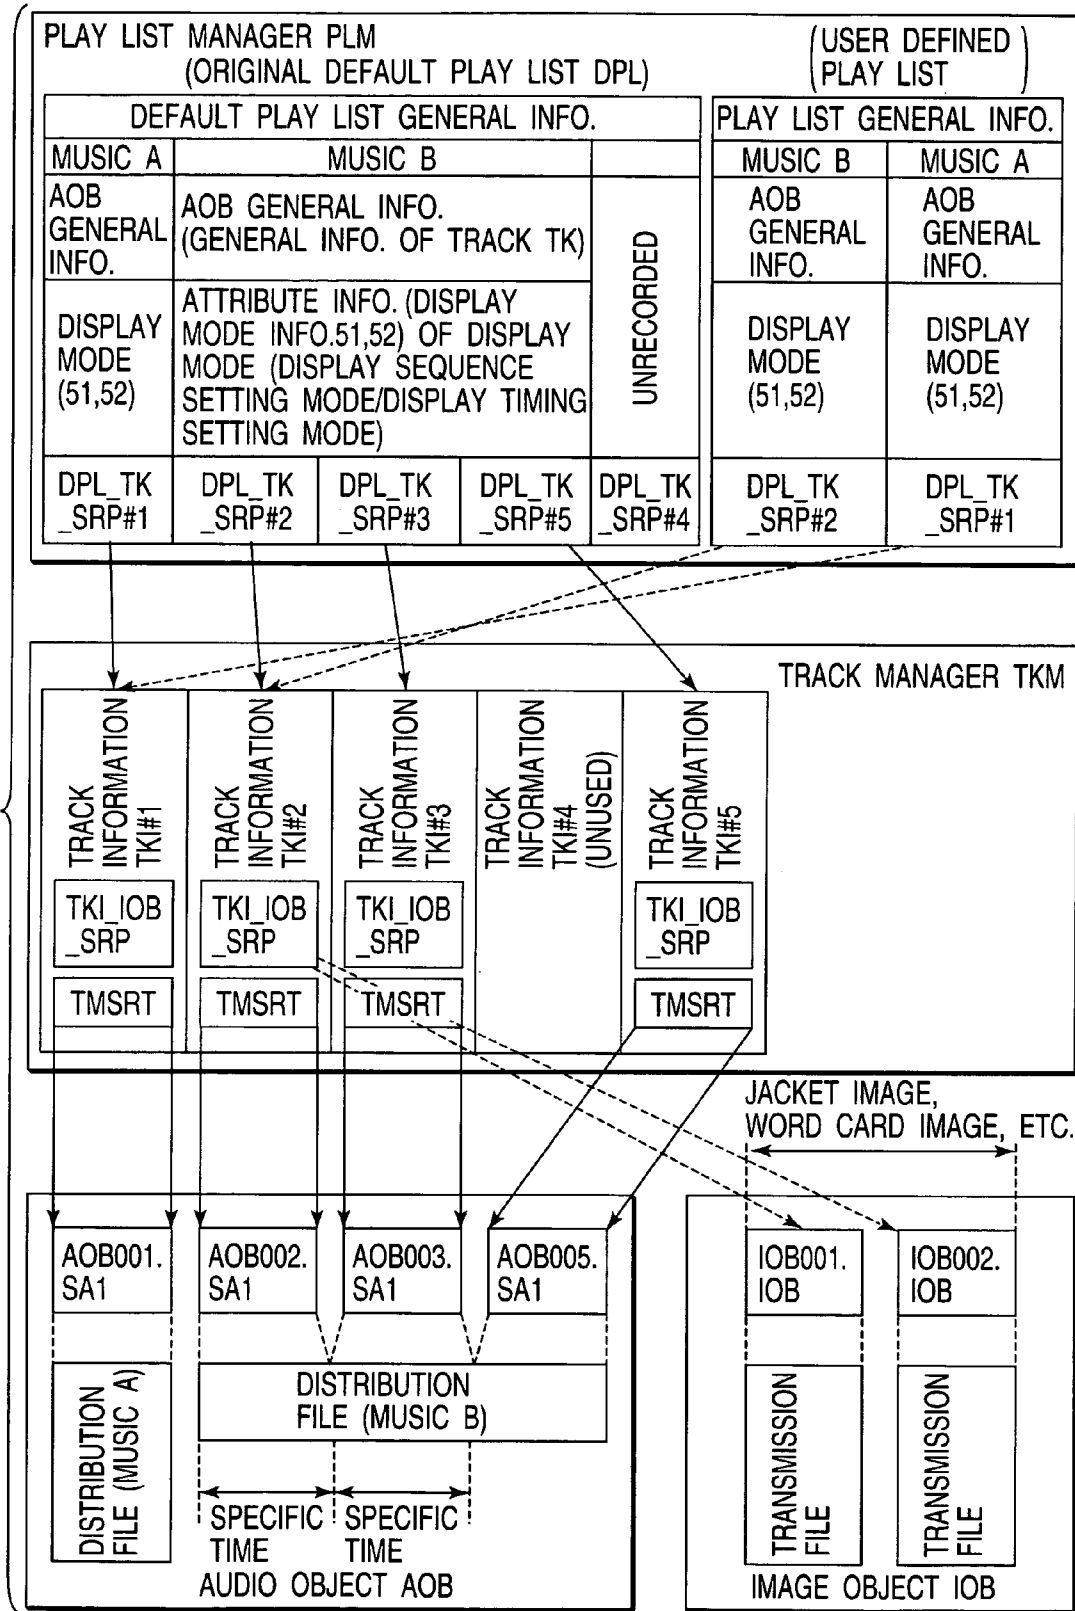 PLAY LIST MANAGER PLM
(ORIGINAL DEFAULT PLAY LIST DPL)
(USER DEFINED
PLAY LIST)
DEFAULT PLAY LIST GENERAL INFO.
PLAY LIST GENERAL INFO.
MUSIC A
MUSIC B
MUSIC B
MUSIC A
AOB
GENERAL
INFO.
AOB GENERAL INFO.
(GENERAL INFO. OF TRACK TK)
UNRECORDED
AOB
GENERAL
INFO.
AOB
GENERAL
INFO.
DISPLAY
MODE
(51,52)
ATTRIBUTE INFO. (DISPLAY
MODE INFO.51,52) OF DISPLAY
MODE (DISPLAY SEQUENCE
SETTING MODE/DISPLAY TIMING
SETTING MODE)
DISPLAY
MODE
(51,52)
DISPLAY
MODE
(51,52)
DPL_TK
_SRP#1
DPL_TK
_SRP#2
DPL_TK
_SRP#3
DPL_TK
_SRP#5
DPL_TK
_SRP#4
DPL_TK
_SRP#2
DPL_TK
_SRP#1
TRACK MANAGER TKM
TRACK
INFORMATION
TKI#1
TRACK
INFORMATION
TKI#2
TRACK
INFORMATION
TKI#3
TRACK
INFORMATION
TKI#4
(UNUSED)
TRACK
INFORMATION
TKI#5
TKI_IOB
_SRP
TKI_IOB
_SRP
TKI_IOB
_SRP
TKI_IOB
_SRP
TMSRT
TMSRT
TMSRT
TMSRT
JACKET IMAGE,
WORD CARD IMAGE, ETC.
AOB001.
SA1
AOB002.
SA1
AOB003.
SA1
AOB005.
SA1
IOB001.
IOB
IOB002.
IOB
DISTRIBUTION
FILE (MUSIC A)
DISTRIBUTION
FILE (MUSIC B)
TRANSMISSION
FILE
TRANSMISSION
FILE
SPECIFIC
TIME
SPECIFIC
TIME
AUDIO OBJECT AOB
IMAGE OBJECT IOB